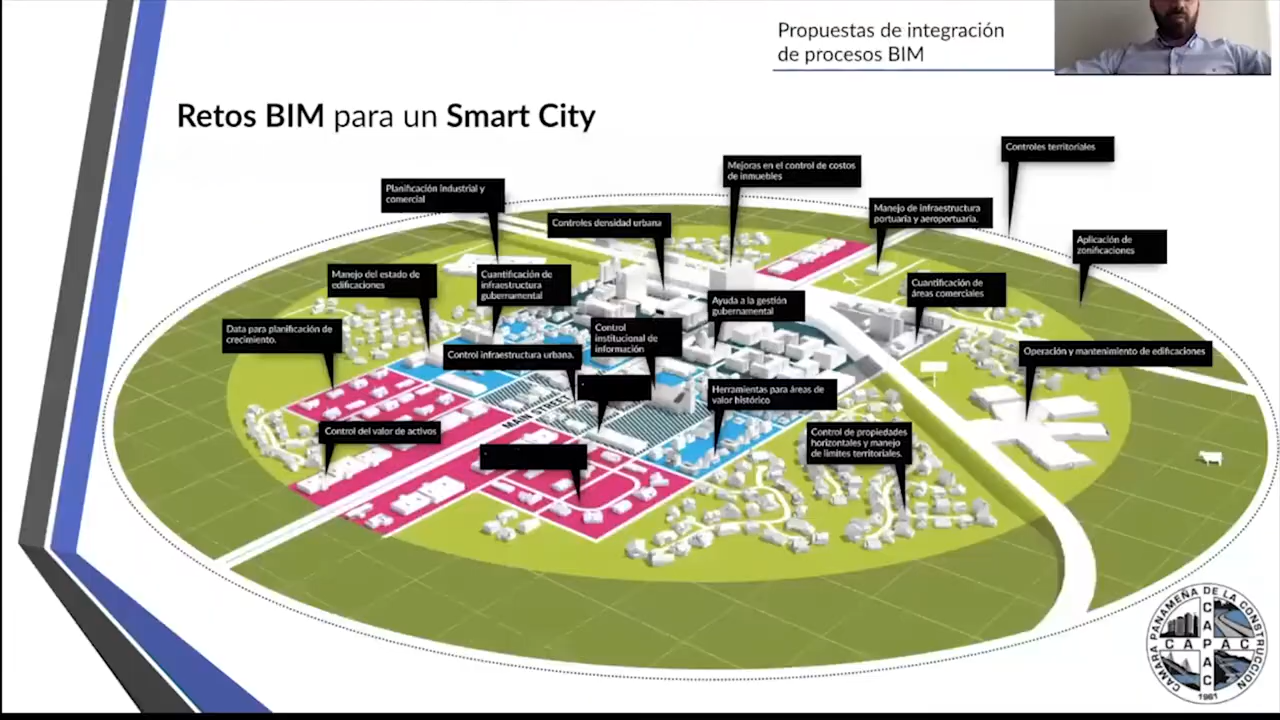 Propuestas de integración
de procesos BIM
Retos BIM para un Smart City
Controles territoriales
Mejoras en el control de costos
de inmuebles
Planificación industrial y
comercial
Manejo de infraestructura
portuaria y aeroportuaria.
Controles densidad urbana
Aplicación de
zonificaciones
Manejo del estado de
edificaciones
Cuantificación de
infraestructura
gubernamental
Cuantificación de
áreas comerciales
Ayuda a la gestión
gubernamental
Data para planificación de
crecimiento.
Control
institucional de
información
Control infraestructura urbana.
Operación y mantenimiento de edificaciones
Herramientas para áreas de
valor histórico
MAIN STREET
Control del valor de activos
Control de propiedades
horizontales y manejo
de límites territoriales.
CÁMARA PANAMEÑA DE LA CONSTRUCCIÓN
CAPAC
CAPAC
1961